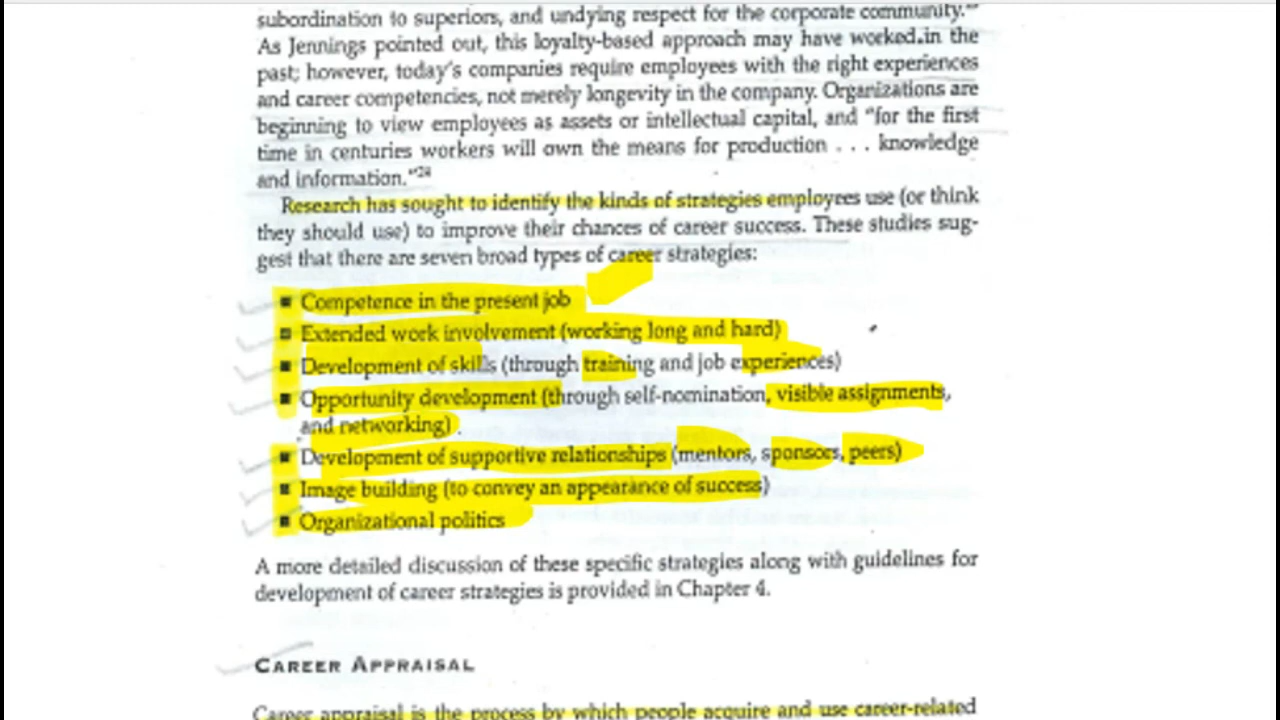 subordination to superiors, and undying respect for the corporate community."
As Jennings pointed out, this loyalty-based approach may have worked in the
past; however, today's companies require employees with the right experiences
and career competencies, not merely longevity in the company. Organizations are
beginning to view employees as assets or intellectual capital, and "for the first
time in centuries workers will own the means for production . . . knowledge
and information."24
Research has sought to identify the kinds of strategies employees use (or think
they should use) to improve their chances of career success. These studies sug-
gest that there are seven broad types of career strategies:
■ Competence in the present job
■ Extended work involvement (working long and hard)
■ Development of skills (through training and job experiences)
■ Opportunity development (through self-nomination, visible assignments,
and networking)
■ Development of supportive relationships (mentors, sponsors, peers)
■ Image building (to convey an appearance of success)
■ Organizational politics
A more detailed discussion of these specific strategies along with guidelines for
development of career strategies is provided in Chapter 4.
CAREER APPRAISAL
Career appraisal is the process by which people acquire and use career-related